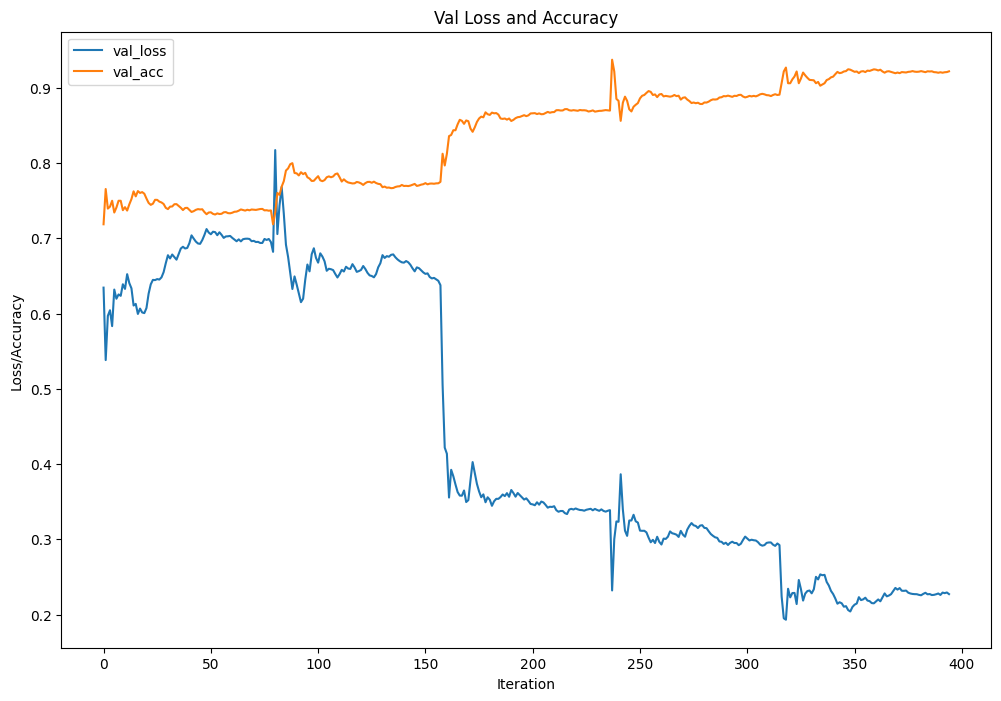 Val Loss and Accuracy
val_loss
val_acc
Loss/Accuracy
0.9
0.8
0.7
0.6
0.5
0.4
0.3
0.2
0 50 100 150 200 250 300 350 400
Iteration